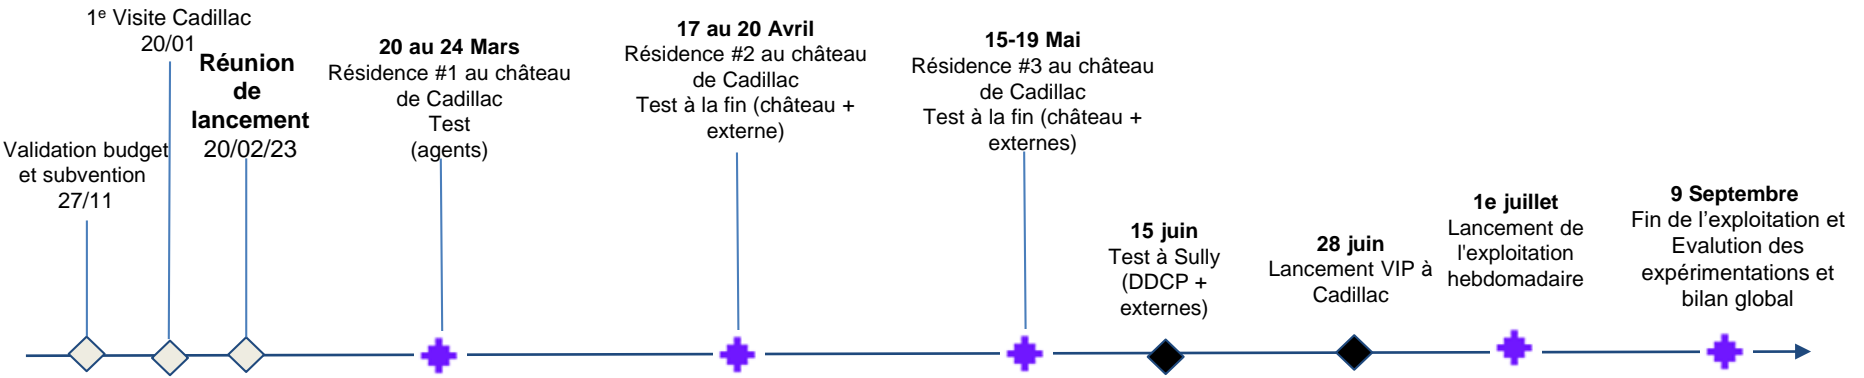 1ᵉ Visite Cadillac
20/01
Validation budget
et subvention
27/11
Réunion
de
lancement
20/02/23
20 au 24 Mars
Résidence #1 au château
de Cadillac
Test
(agents)
17 au 20 Avril
Résidence #2 au château
de Cadillac
Test à la fin (château +
externe)
15-19 Mai
Résidence #3 au château
de Cadillac
Test à la fin (château +
externes)
15 juin
Test à Sully
(DDCP +
externes)
28 juin
Lancement VIP à
Cadillac
1e juillet
Lancement de
l'exploitation
hebdomadaire
9 Septembre
Fin de l’exploitation et
Evalution des
expérimentations et
bilan global